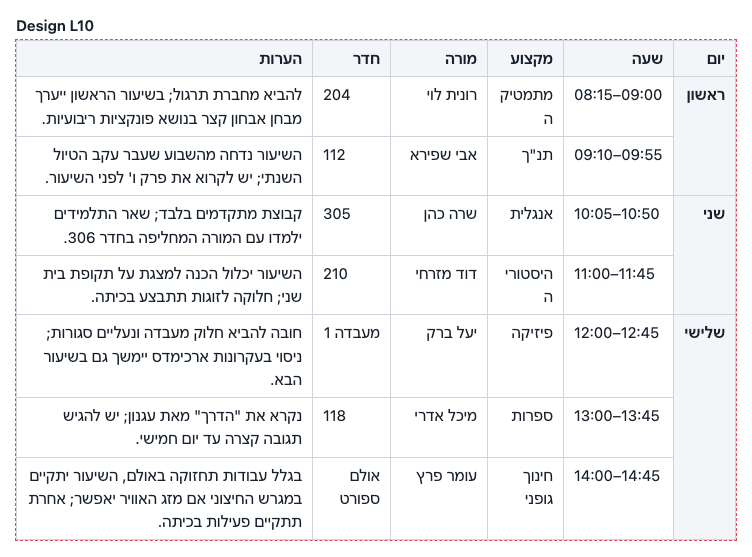 Design L10
יום שעה מקצוע מורה חדר הערות
ראשון 08:15–09:00 מתמטיק רונית לוי 204 להביא מחברת תרגול; בשיעור הראשון ייערך
ה מבחן אבחון קצר בנושא פונקציות ריבועיות.
09:10–09:55 תנ"ך אבי שפירא 112 השיעור נדחה מהשבוע שעבר עקב הטיול
השנתי; יש לקרוא את פרק ו' לפני השיעור.
שני 10:05–10:50 אנגלית שרה כהן 305 קבוצת מתקדמים בלבד; שאר התלמידים
ילמדו עם המורה המחליפה בחדר 306.
11:00–11:45 היסטורי דוד מזרחי 210 השיעור יכלול הכנה למצגת על תקופת בית
ה שני; חלוקה לזוגות תתבצע בכיתה.
שלישי 12:00–12:45 פיזיקה יעל ברק מעבדה 1 חובה להביא חלוק מעבדה ונעליים סגורות;
ניסוי בעקרונות ארכימדס יימשך גם בשיעור
הבא.
13:00–13:45 ספרות מיכל אדרי 118 נקרא את "הדרך" מאת עגנון; יש להגיש
תגובה קצרה עד יום חמישי.
14:00–14:45 חינוך עומר פרץ אולם בגלל עבודות תחזוקה באולם, השיעור יתקיים
גופני ספורט במגרש החיצוני אם מזג האוויר יאפשר; אחרת
תתקיים פעילות בכיתה.